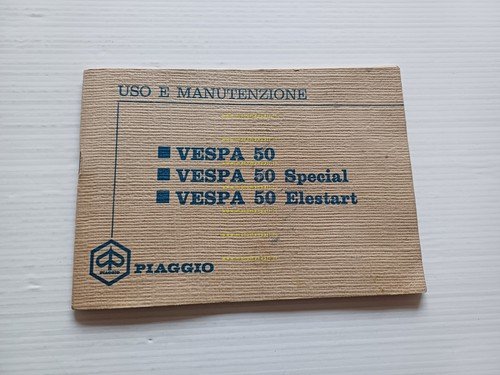 USO E MANUTENZIONE
VESPA 50
VESPA 50 Special
VESPA 50 Elestart
PIAGGIO